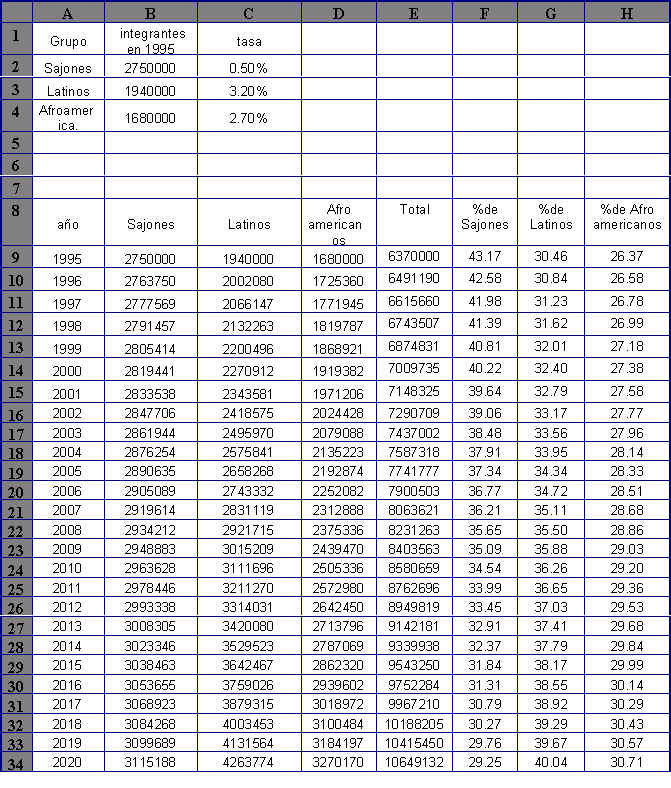 A B C D E F G H
1 Grupo integrantes en 1995 tasa
2 Sajones 2750000 0.50%
3 Latinos 1940000 3.20%
4 Afroamer ica. 1680000 2.70%
5
6
7
8 año Sajones Latinos Afro american os Total %de Sajones %de Latinos %de Afro americanos
9 1995 2750000 1940000 1680000 6370000 43.17 30.46 26.37
10 1996 2763750 2002080 1725360 6491190 42.58 30.84 26.58
11 1997 2777569 2066147 1771945 6615660 41.98 31.23 26.78
12 1998 2791457 2132263 1819787 6743507 41.39 31.62 26.99
13 1999 2805414 2200496 1868921 6874831 40.81 32.01 27.18
14 2000 2819441 2270912 1919382 7009735 40.22 32.40 27.38
15 2001 2833538 2343581 1971206 7148325 39.64 32.79 27.58
16 2002 2847706 2418575 2024428 7290709 39.06 33.17 27.77
17 2003 2861944 2495970 2079088 7437002 38.48 33.56 27.96
18 2004 2876254 2575841 2135223 7587318 37.91 33.95 28.14
19 2005 2890635 2658268 2192874 7741777 37.34 34.34 28.33
20 2006 2905089 2743332 2252082 7900503 36.77 34.72 28.51
21 2007 2919614 2831119 2312888 8063621 36.21 35.11 28.68
22 2008 2934212 2921715 2375336 8231263 35.65 35.50 28.86
23 2009 2948883 3015209 2439470 8403563 35.09 35.88 29.03
24 2010 2963628 3111696 2505336 8580659 34.54 36.26 29.20
25 2011 2978446 3211270 2572980 8762696 33.99 36.65 29.36
26 2012 2993338 3314031 2642450 8949819 33.45 37.03 29.53
27 2013 3008305 3420080 2713796 9142181 32.91 37.41 29.68
28 2014 3023346 3529523 2787069 9339938 32.37 37.79 29.84
29 2015 3038463 3642467 2862320 9543250 31.84 38.17 29.99
30 2016 3053655 3759026 2939602 9752284 31.31 38.55 30.14
31 2017 3068923 3879315 3018972 9967210 30.79 38.92 30.29
32 2018 3084268 4003453 3100484 10188205 30.27 39.29 30.43
33 2019 3099689 4131564 3184197 10415450 29.76 39.67 30.57
34 2020 3115188 4263774 3270170 10649132 29.25 40.04 30.71